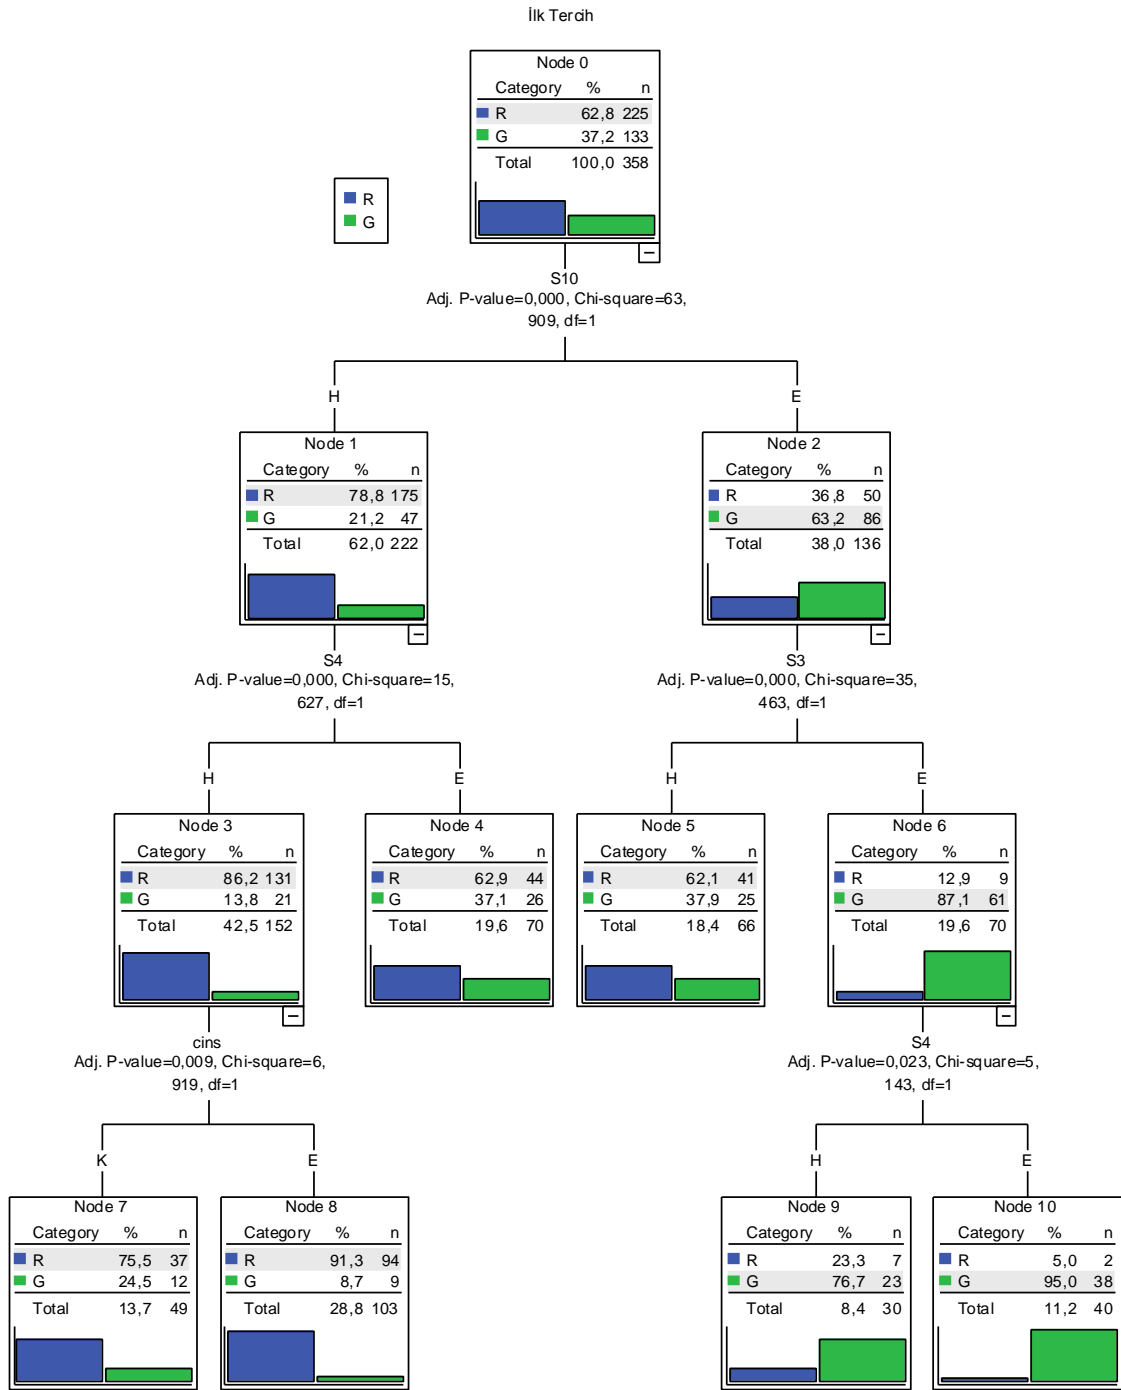 İlk Tercih
Node 0
Category % n
R 62,8 225
G 37,2 133
Total 100,0 358
R
G
S10
Adj. P-value=0,000, Chi-square=63,
909, df=1
H
E
Node 1
Category % n
R 78,8 175
G 21,2 47
Total 62,0 222
Node 2
Category % n
R 36,8 50
G 63,2 86
Total 38,0 136
S4
Adj. P-value=0,000, Chi-square=15,
627, df=1
S3
Adj. P-value=0,000, Chi-square=35,
463, df=1
H
E
H
E
Node 3
Category % n
R 86,2 131
G 13,8 21
Total 42,5 152
Node 4
Category % n
R 62,9 44
G 37,1 26
Total 19,6 70
Node 5
Category % n
R 62,1 41
G 37,9 25
Total 18,4 66
Node 6
Category % n
R 12,9 9
G 87,1 61
Total 19,6 70
cins
Adj. P-value=0,009, Chi-square=6,
919, df=1
S4
Adj. P-value=0,023, Chi-square=5,
143, df=1
K
E
H
E
Node 7
Category % n
R 75,5 37
G 24,5 12
Total 13,7 49
Node 8
Category % n
R 91,3 94
G 8,7 9
Total 28,8 103
Node 9
Category % n
R 23,3 7
G 76,7 23
Total 8,4 30
Node 10
Category % n
R 5,0 2
G 95,0 38
Total 11,2 40